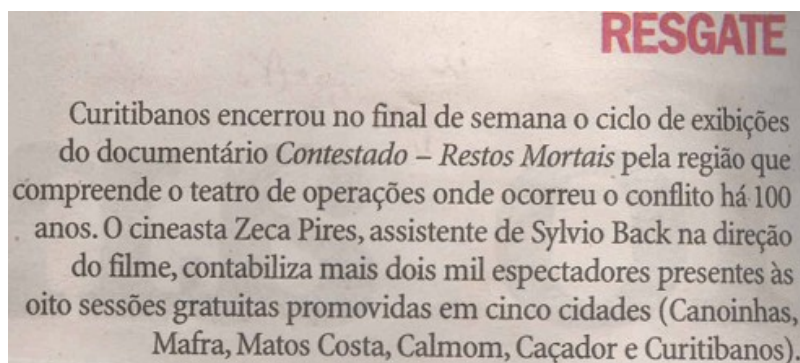 RESGATE
Curitibanos encerrou no final de semana o ciclo de exibições
do documentário Contestado – Restos Mortais pela região que
compreende o teatro de operações onde ocorreu o conflito há 100
anos. O cineasta Zeca Pires, assistente de Sylvio Back na direção
do filme, contabiliza mais dois mil espectadores presentes às
oito sessões gratuitas promovidas em cinco cidades (Canoinhas,
Mafra, Matos Costa, Calmom, Caçador e Curitibanos)